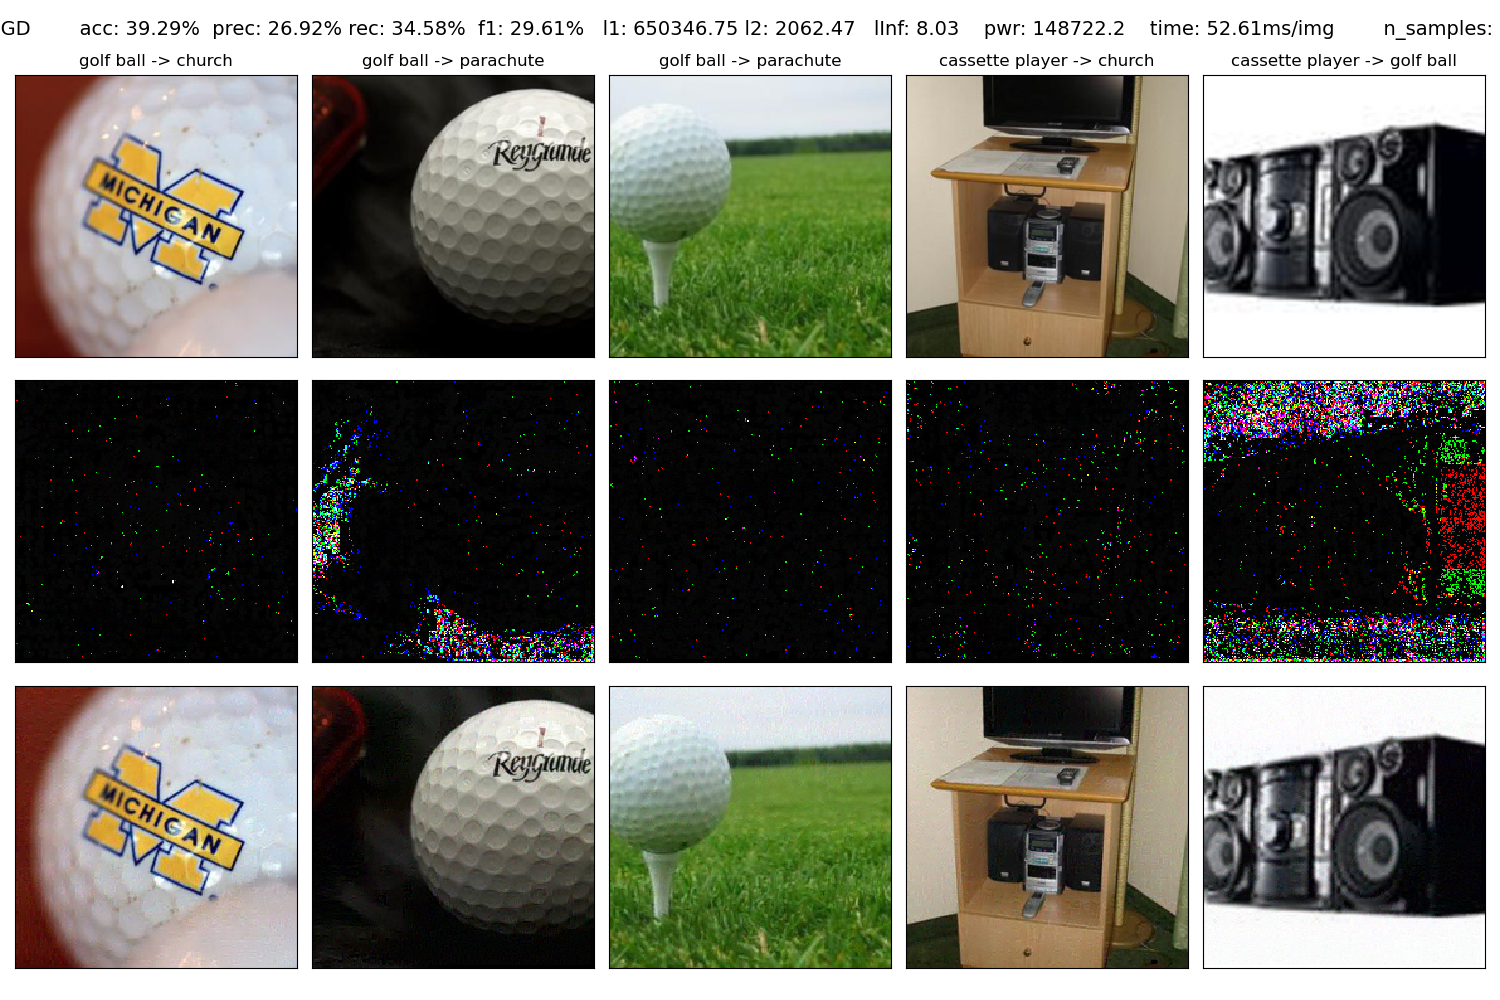 GD acc: 39.29% prec: 26.92% rec: 34.58% f1: 29.61% l1: 650346.75 l2: 2062.47 lInf: 8.03 pwr: 148722.2 time: 52.61ms/img n_samples:
golf ball -> church
golf ball -> parachute
golf ball -> parachute
cassette player -> church
cassette player -> golf ball
MICHIGAN
ReyGrande
MICHIGAN
ReyGrande